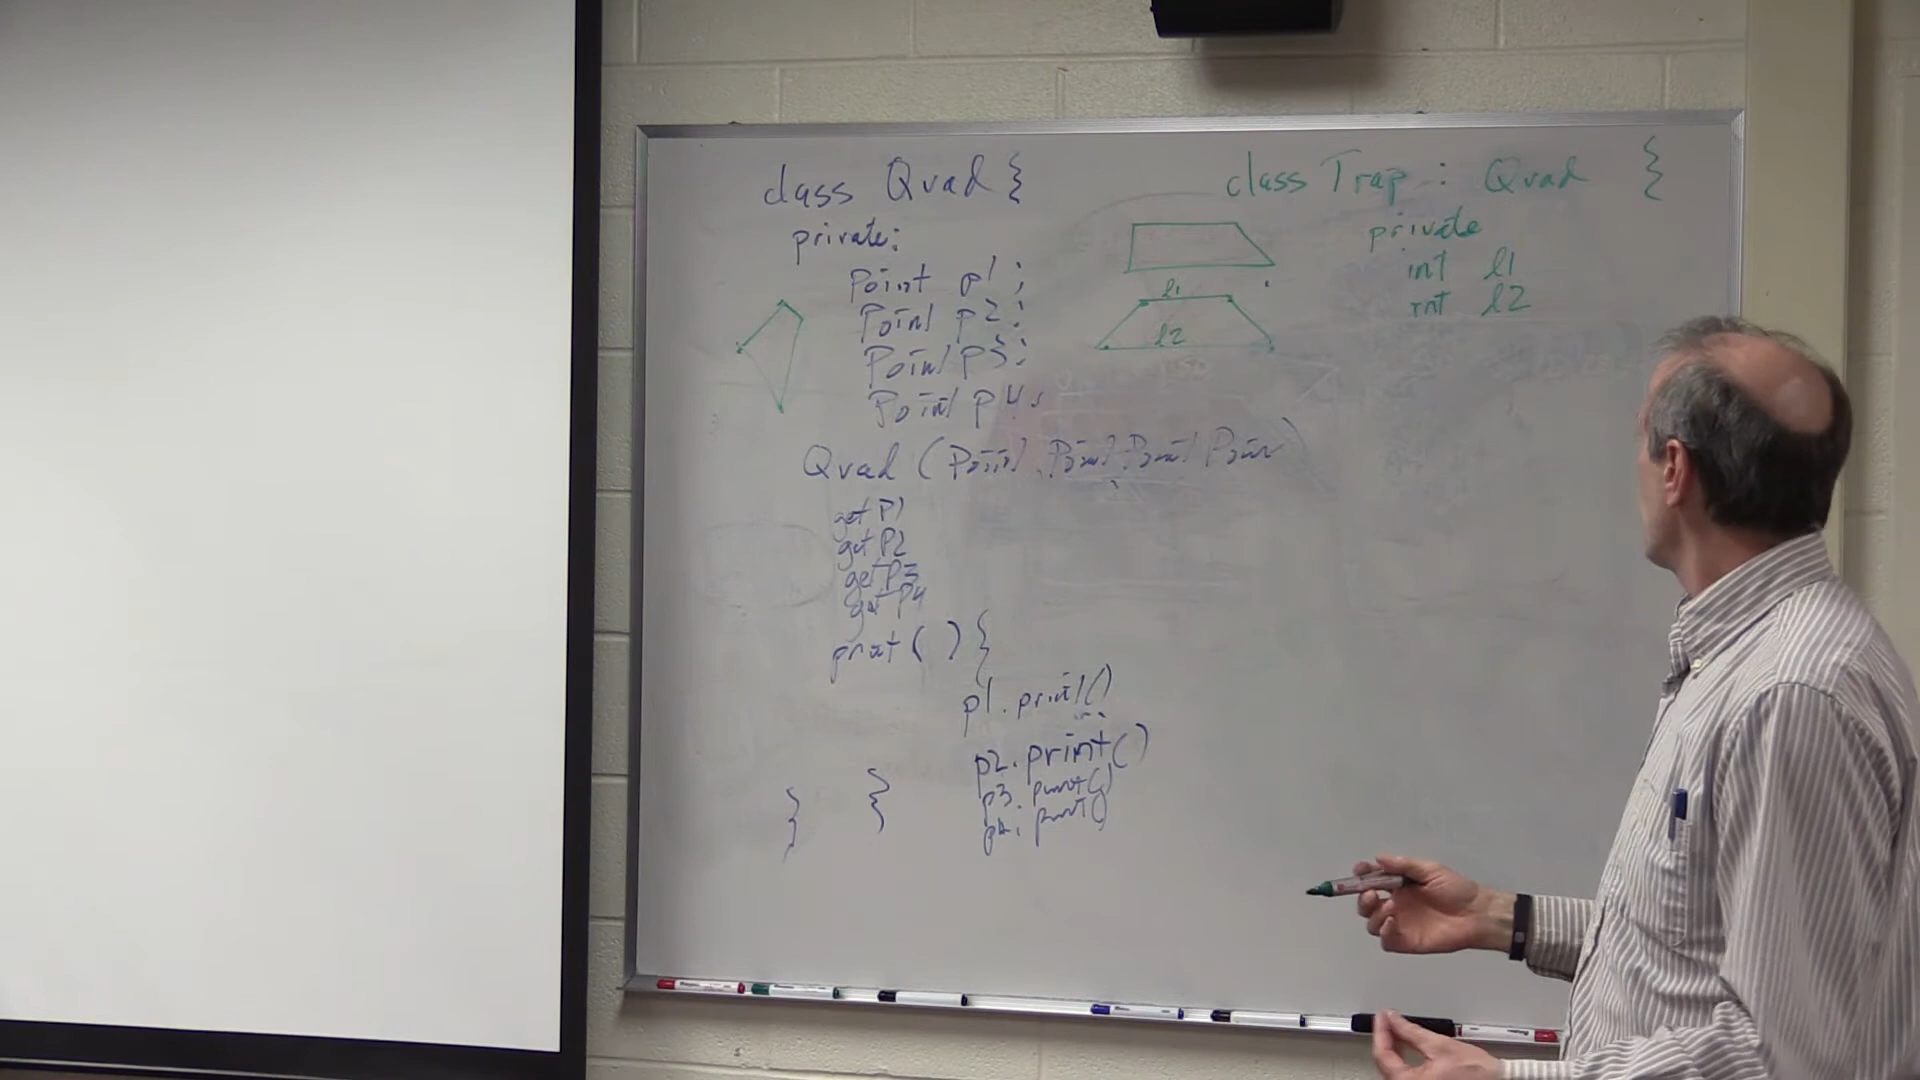 class Quad {
private:
Point p1;
Point p2;
Point p3;
Point p4;
Quad (Point, Point, Point, Point)
get P1
get P2
get P3
get P4
print ( ) {
p1. print ()
p2. print ()
p3. print ()
p4. print ()
}
}
l1
l2
class Trap : Quad {
private
int l1
int l2